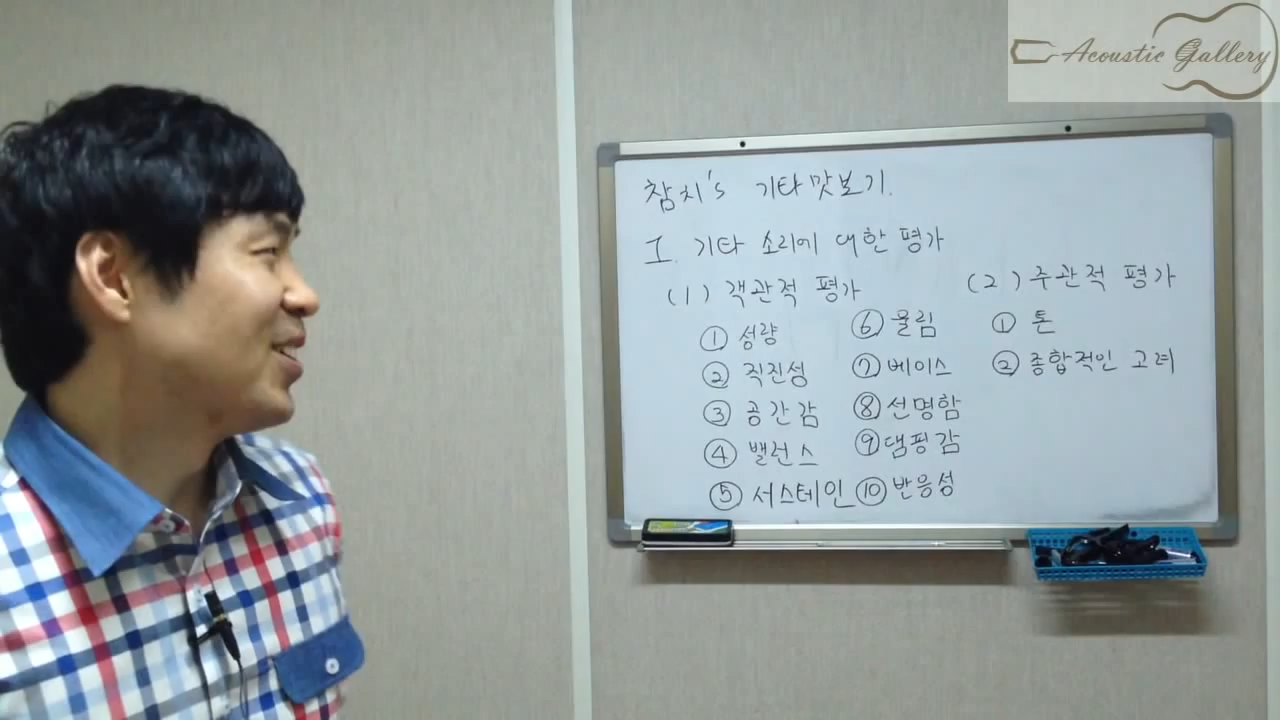 Acoustic Gallery
참치's 기타맛보기.
I. 기타 소리에 대한 평가
(1) 객관적 평가
① 성량
② 직진성
③ 공간감
④ 밸런스
⑤ 서스테인
⑥ 울림
⑦ 베이스
⑧ 선명함
⑨ 댐핑감
⑩ 반응성
(2) 주관적 평가
① 톤
② 종합적인 고려